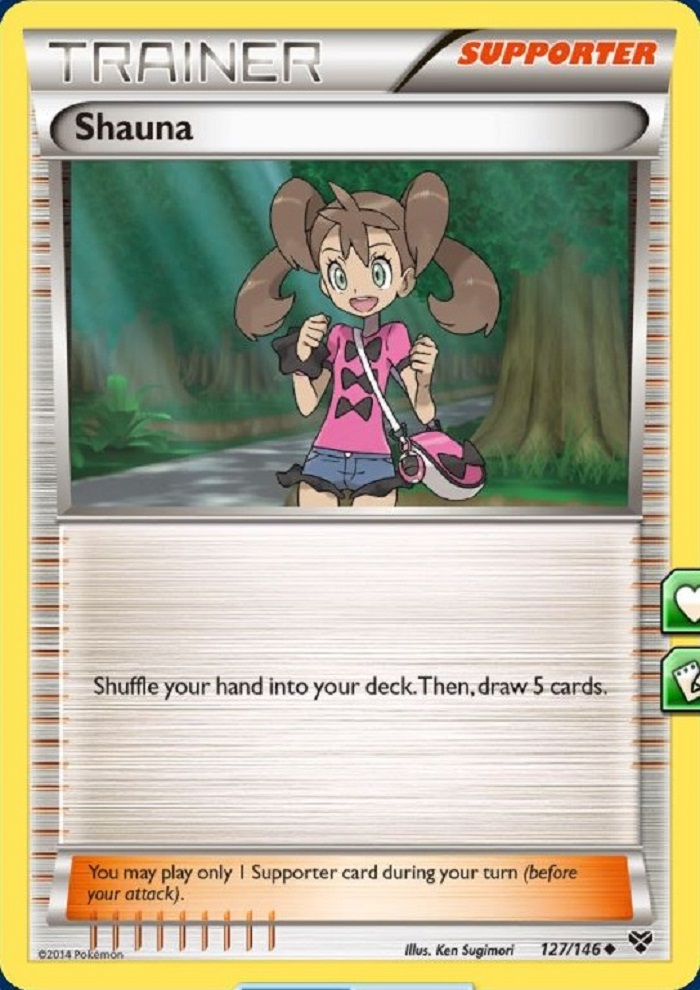 TRAINER SUPPORTER
Shauna
Shuffle your hand into your deck.Then, draw 5 cards.
You may play only 1 Supporter card during your turn (before
your attack).
©2014 Pokémon Illus. Ken Sugimori 127/146